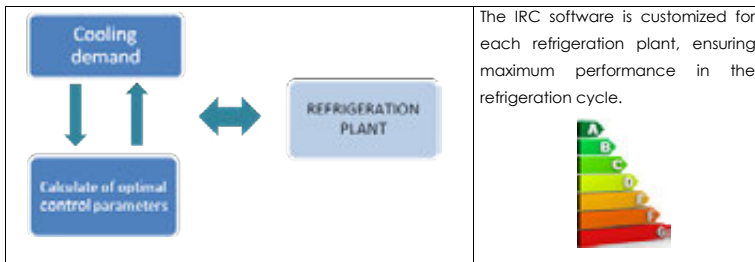 Cooling
demand
Calculate of optimal
control parameters
REFRIGERATION
PLANT
The IRC software is customized for
each refrigeration plant, ensuring
maximum performance in the
refrigeration cycle.
A
B
C
D
E
F
G